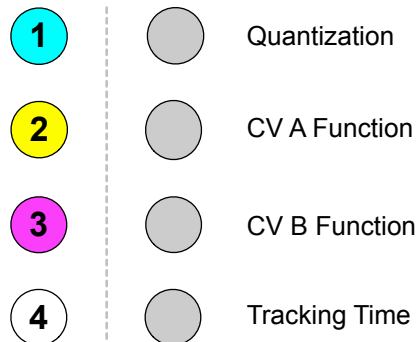 1 Quantization
2 CV A Function
3 CV B Function
4 Tracking Time